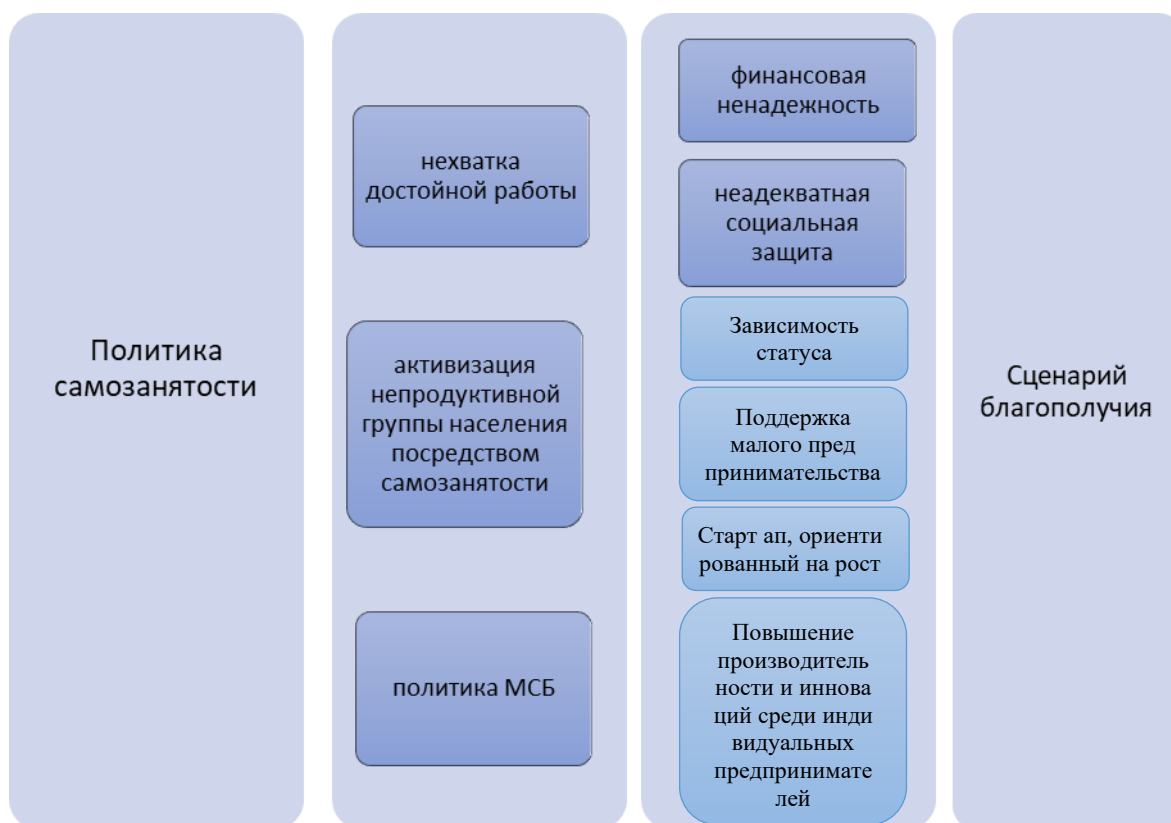 Политика
самозанятости
нехватка
достойной работы
активизация
непродуктивной
группы населения
посредством
самозанятости
политика МСБ
финансовая
ненадежность
неадекватная
социальная
защита
Зависимость
статуса
Поддержка
малого пред
принимательства
Старт ап, ориенти
рованный на рост
Повышение
производитель
ности и иннова
ций среди инди
видуальных
предпринимате
лей
Сценарий
благополучия